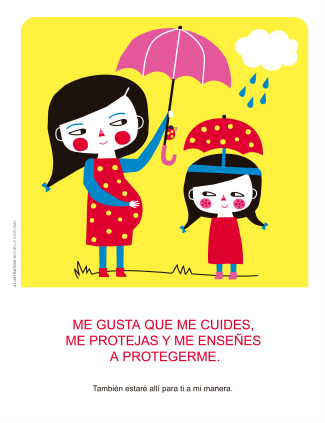 ME GUSTA QUE ME CUIDES,
ME PROTEJAS Y ME ENSEÑES
A PROTEGERME.
También estaré allí para ti a mi manera.